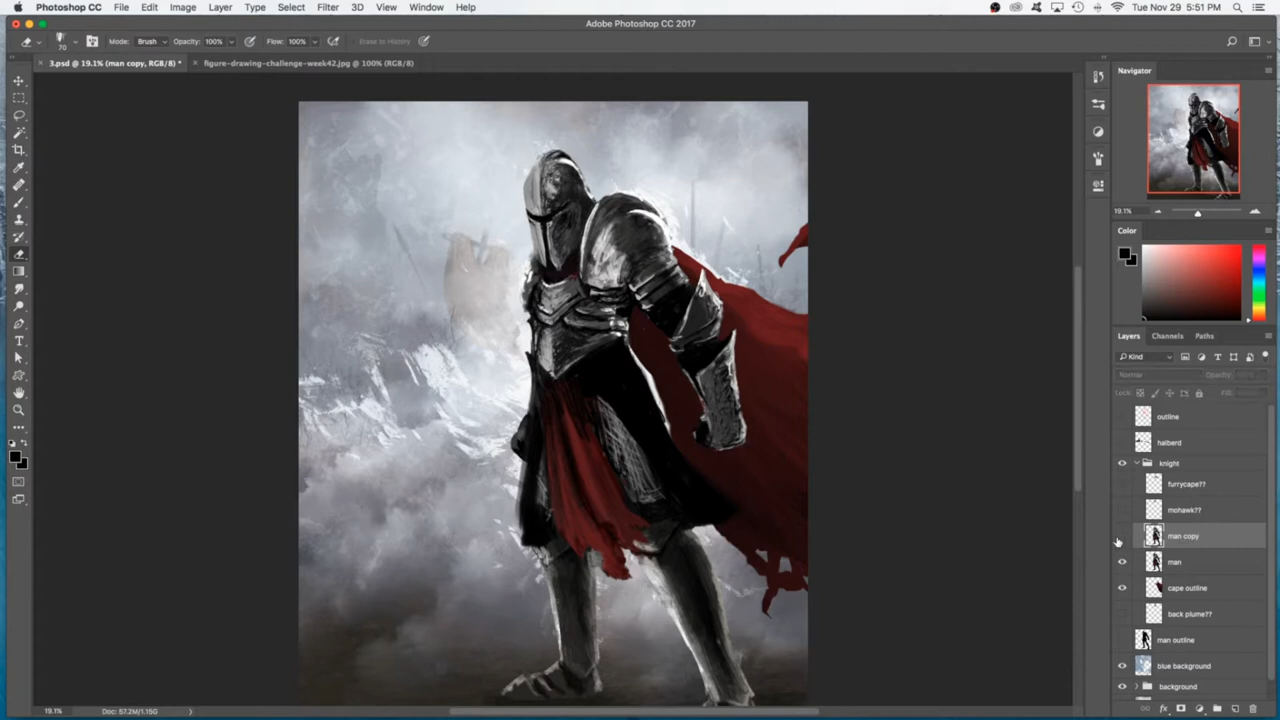 Photoshop CC File Edit Image Layer Type Select Filter 3D View Window Help Tue Nov 29 5:51 PM
Adobe Photoshop CC 2017
70 Mode: Brush Opacity: 100% Flow: 100% Erase to History
3.psd @ 19.1% (man copy, RGB/8) * figure-drawing-challenge-week42.jpg @ 100% (RGB/8)
Navigator
19.1%
Color
Layers Channels Paths
Kind
Normal Opacity:
Lock: Fill:
outline
halberd
knight
furrycape??
mohawk??
man copy
man
cape outline
back plume??
man outline
blue background
background
19.1% Doc: 57.2M/1.15G